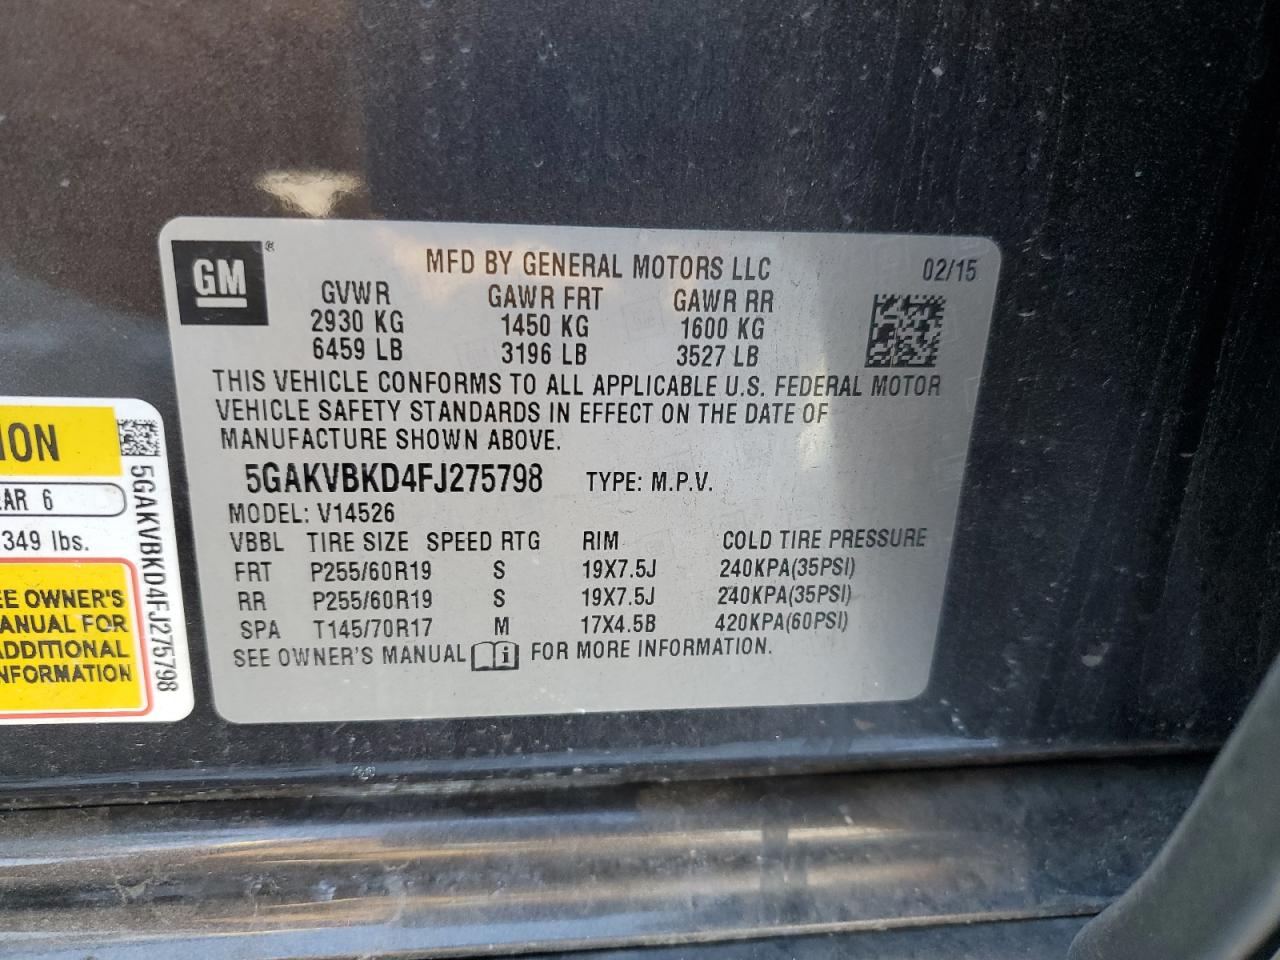 GM ®
MFD BY GENERAL MOTORS LLC 02/15
GVWR GAWR FRT GAWR RR
2930 KG 1450 KG 1600 KG
6459 LB 3196 LB 3527 LB
THIS VEHICLE CONFORMS TO ALL APPLICABLE U.S. FEDERAL MOTOR
VEHICLE SAFETY STANDARDS IN EFFECT ON THE DATE OF
MANUFACTURE SHOWN ABOVE.
5GAKVBKD4FJ275798 TYPE: M.P.V.
MODEL: V14526
VBBL TIRE SIZE SPEED RTG RIM COLD TIRE PRESSURE
FRT P255/60R19 S 19X7.5J 240KPA(35PSI)
RR P255/60R19 S 19X7.5J 240KPA(35PSI)
SPA T145/70R17 M 17X4.5B 420KPA(60PSI)
SEE OWNER'S MANUAL i FOR MORE INFORMATION.
ION
AR 6
349 lbs.
EE OWNER'S
ANUAL FOR
ADDITIONAL
NFORMATION
5GAKVBKD4FJ275798